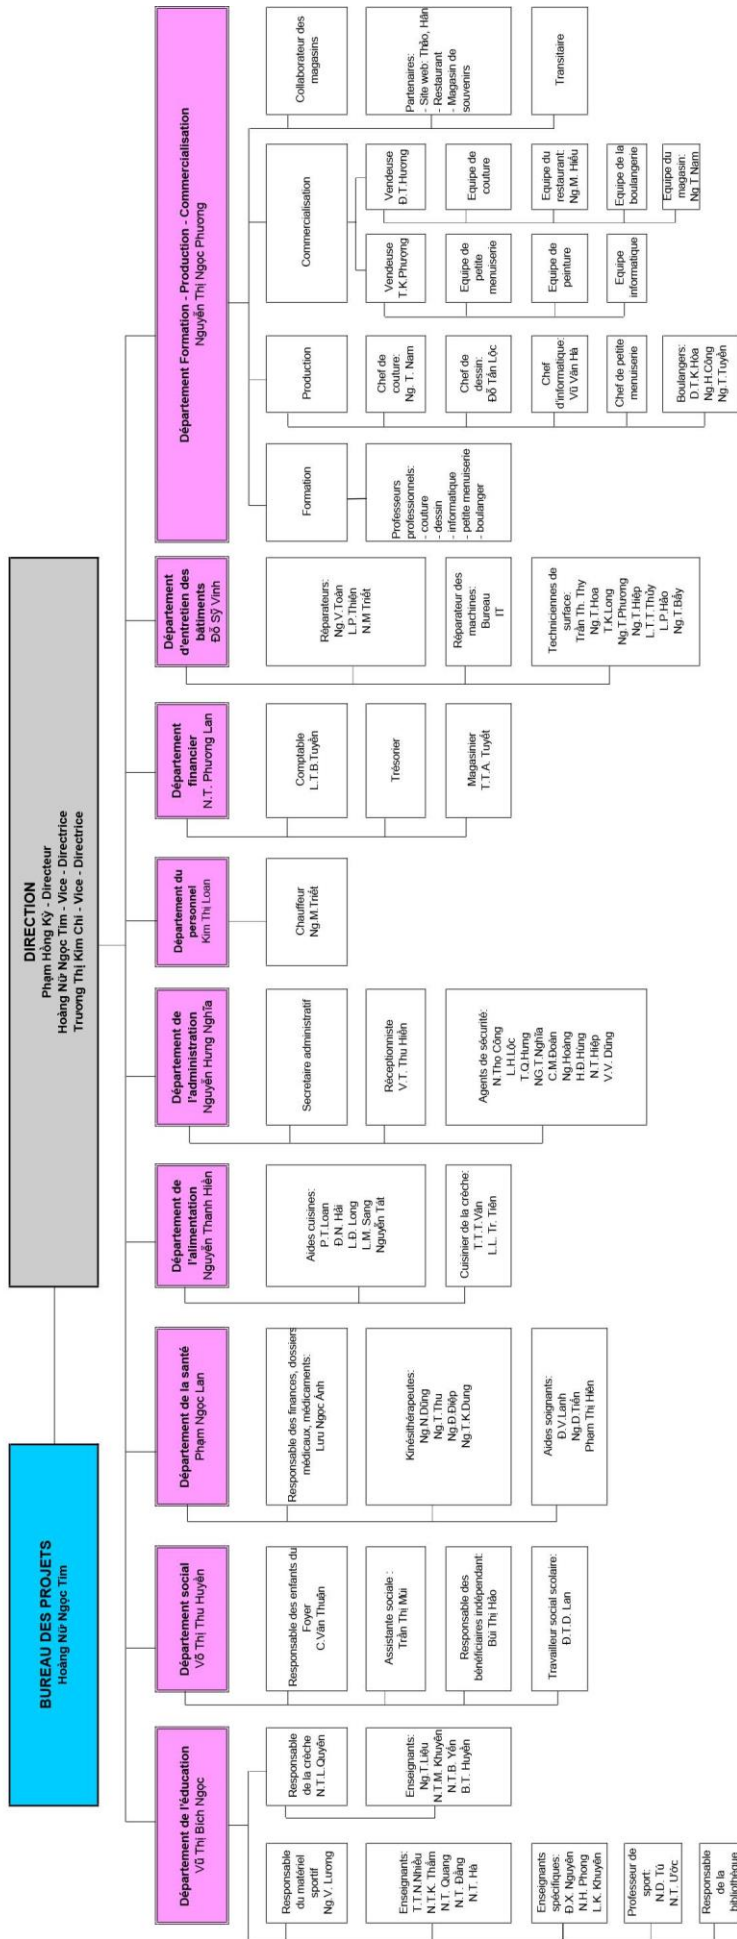 BUREAU DES PROJETS
Hoàng Nữ Ngọc Tim
DIRECTION
Phạm Hồng Kỳ - Directeur
Hoàng Nữ Ngọc Tim - Vice - Directrice
Trương Thị Kim Chi - Vice - Directrice
Département de l'éducation
Vũ Thị Bích Ngọc
Responsable
du matériel
sportif
Ng.V. Lương
Enseignants:
T.T.N.Nhiều
N.T.K. Thắm
N.T. Quang
N.T. Đảng
N.T. Hà
Enseignants
spécifiques:
Đ.X. Nguyên
N.H. Phong
L.K. Khuyên
Professeur de
sport:
N.D. Tú
N.T. Ước
Responsable
de la
bibliothèque
Responsable
de la crèche
N.T.L.Quyên
Enseignants:
Ng.T.Liệu
N.T.M. Khuyên
N.T.B. Yến
B.T. Huyền
Département social
Võ Thị Thu Huyền
Responsable des enfants du
Foyer
C.Văn Thuận
Assistante sociale :
Trần Thị Mùi
Responsable des
bénéficiaires indépendant:
Bùi Thị Hảo
Travailleur social scolaire:
Đ.T.D. Lan
Département de la santé
Phạm Ngọc Lan
Responsable des finances, dossiers
médicaux, médicaments:
Lưu Ngọc Ánh
Kinésithérapeutes:
Ng.N.Dũng
Ng.T.Thu
Ng.Đ.Điệp
Ng.T.K.Dung
Aides soignants:
Đ.V.Lanh
Ng.D.Tiến
Phạm Thị Hiên
Département de
l'alimentation
Nguyễn Thanh Hiền
Aides cuisines:
P.T.Loan
Đ.N. Hải
L.Đ. Long
L.M. Sang
Nguyễn Tất
Cuisinier de la crèche:
T.T.T.Vân
L.L. Tr. Tiên
Département de
l'administration
Nguyễn Hưng Nghĩa
Secretaire administratif
Réceptionniste
V.T. Thu Hiền
Agents de sécurité:
N.Thọ Công
L.H.Lộc
T.Q.Hưng
NG.T.Nghĩa
C.M.Đoàn
Ng.Hoàng
H.Đ.Hùng
N.T.Hiệp
V.V. Dũng
Département du
personnel
Kim Thị Loan
Chauffeur
Ng.M.Triết
Département
financier
N.T. Phương Lan
Comptable
L.T.B.Tuyền
Trésorier
Magasinier
T.T.A. Tuyết
Département
d'entretien des
bâtiments
Đỗ Sỹ Vinh
Réparateurs:
Ng.V.Toàn
L.P.Thiện
N.M.Triết
Réparateur des
machines:
Bureau
IT
Techniciennes de
surface:
Trần Th. Thy
Ng.T.Hoa
T.K.Long
Ng.T.Phương
Ng.T.Hiệp
L.T.T.Thủy
L.P.Hảo
Ng.T.Bảy
Département Formation - Production - Commercialisation
Nguyễn Thị Ngọc Phương
Formation
Professeurs
professionnels:
- couture
- dessin
- informatique
- petite menuiserie
- boulanger
Production
Chef de
couture:
Ng. T. Nam
Chef de
dessin:
Đỗ Tấn Lộc
Chef
d'informatique:
Vũ Văn Hà
Chef de petite
menuiserie
Boulangers:
D.T.K.Hòa
Ng.H.Công
Ng.T.Tuyền
Commercialisation
Vendeuse
T.K.Phượng
Equipe de
petite
menuiserie
Equipe de
peinture
Equipe
informatique
Vendeuse
Đ.T.Hương
Equipe de
couture
Equipe du
restaurant:
Ng.M. Hiếu
Equipe de la
boulangerie
Equipe du
magasin:
Ng T Nam
Collaborateur des
magasins
Partenaires:
- Site web: Thảo, Hân
- Restaurant
- Magasin de
souvenirs
Transitaire